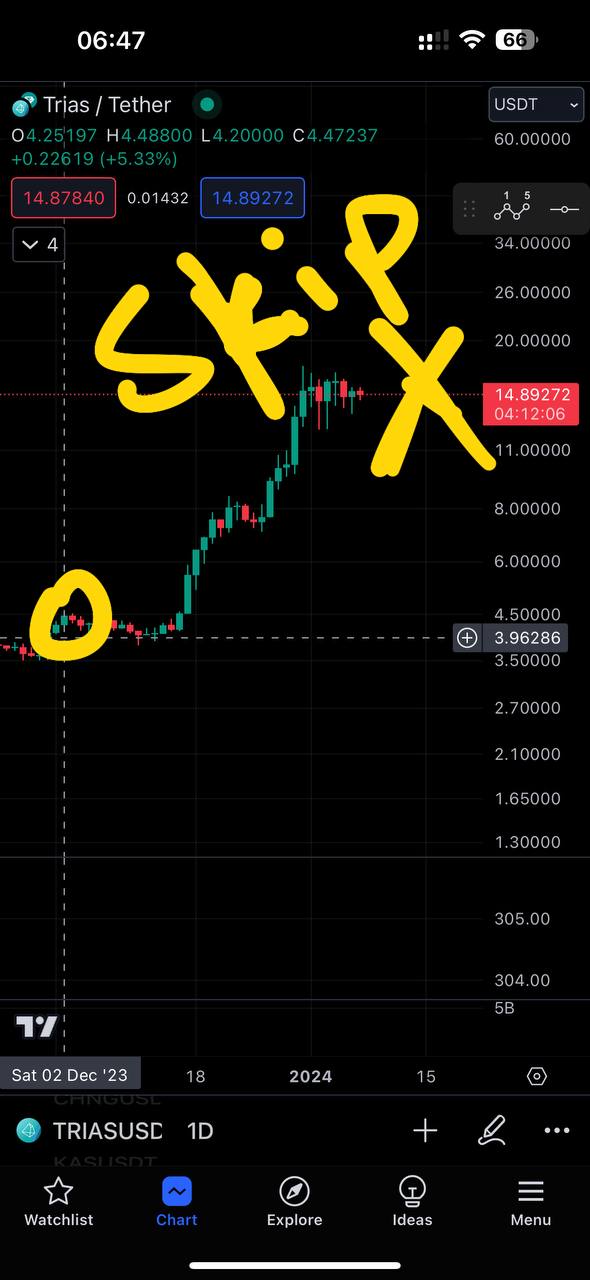 06:47
66
Trias / Tether
USDT
O4.25197 H4.48800 L4.20000 C4.47237
+0.22619 (+5.33%)
60.00000
14.87840 0.01432 14.89272
1 5
4
34.00000
skip
26.00000
20.00000
X
14.89272
04:12:06
11.00000
8.00000
6.00000
4.50000
3.96286
3.50000
2.70000
2.10000
1.65000
1.30000
305.00
304.00
5B
Sat 02 Dec '23 18 2024 15
TRIASUSD 1D
KASUSDT
Watchlist Chart Explore Ideas Menu